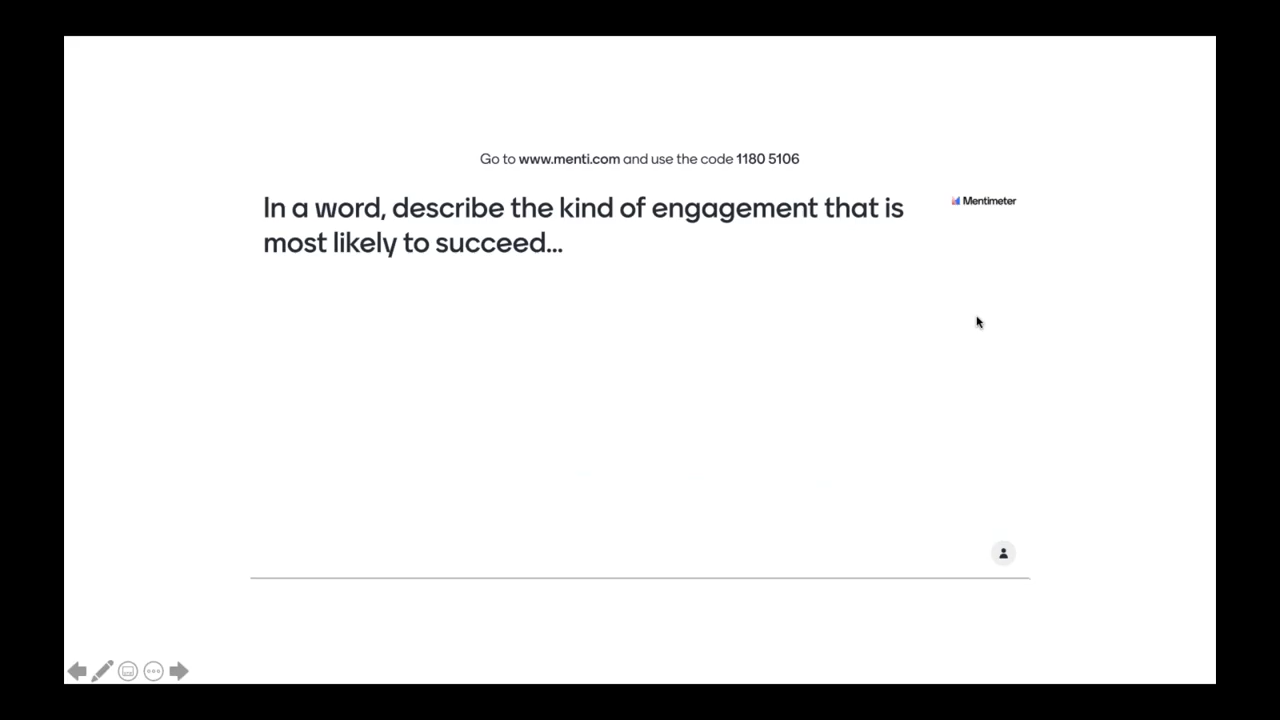 Go to www.menti.com and use the code 1180 5106
In a word, describe the kind of engagement that is
most likely to succeed...
Mentimeter